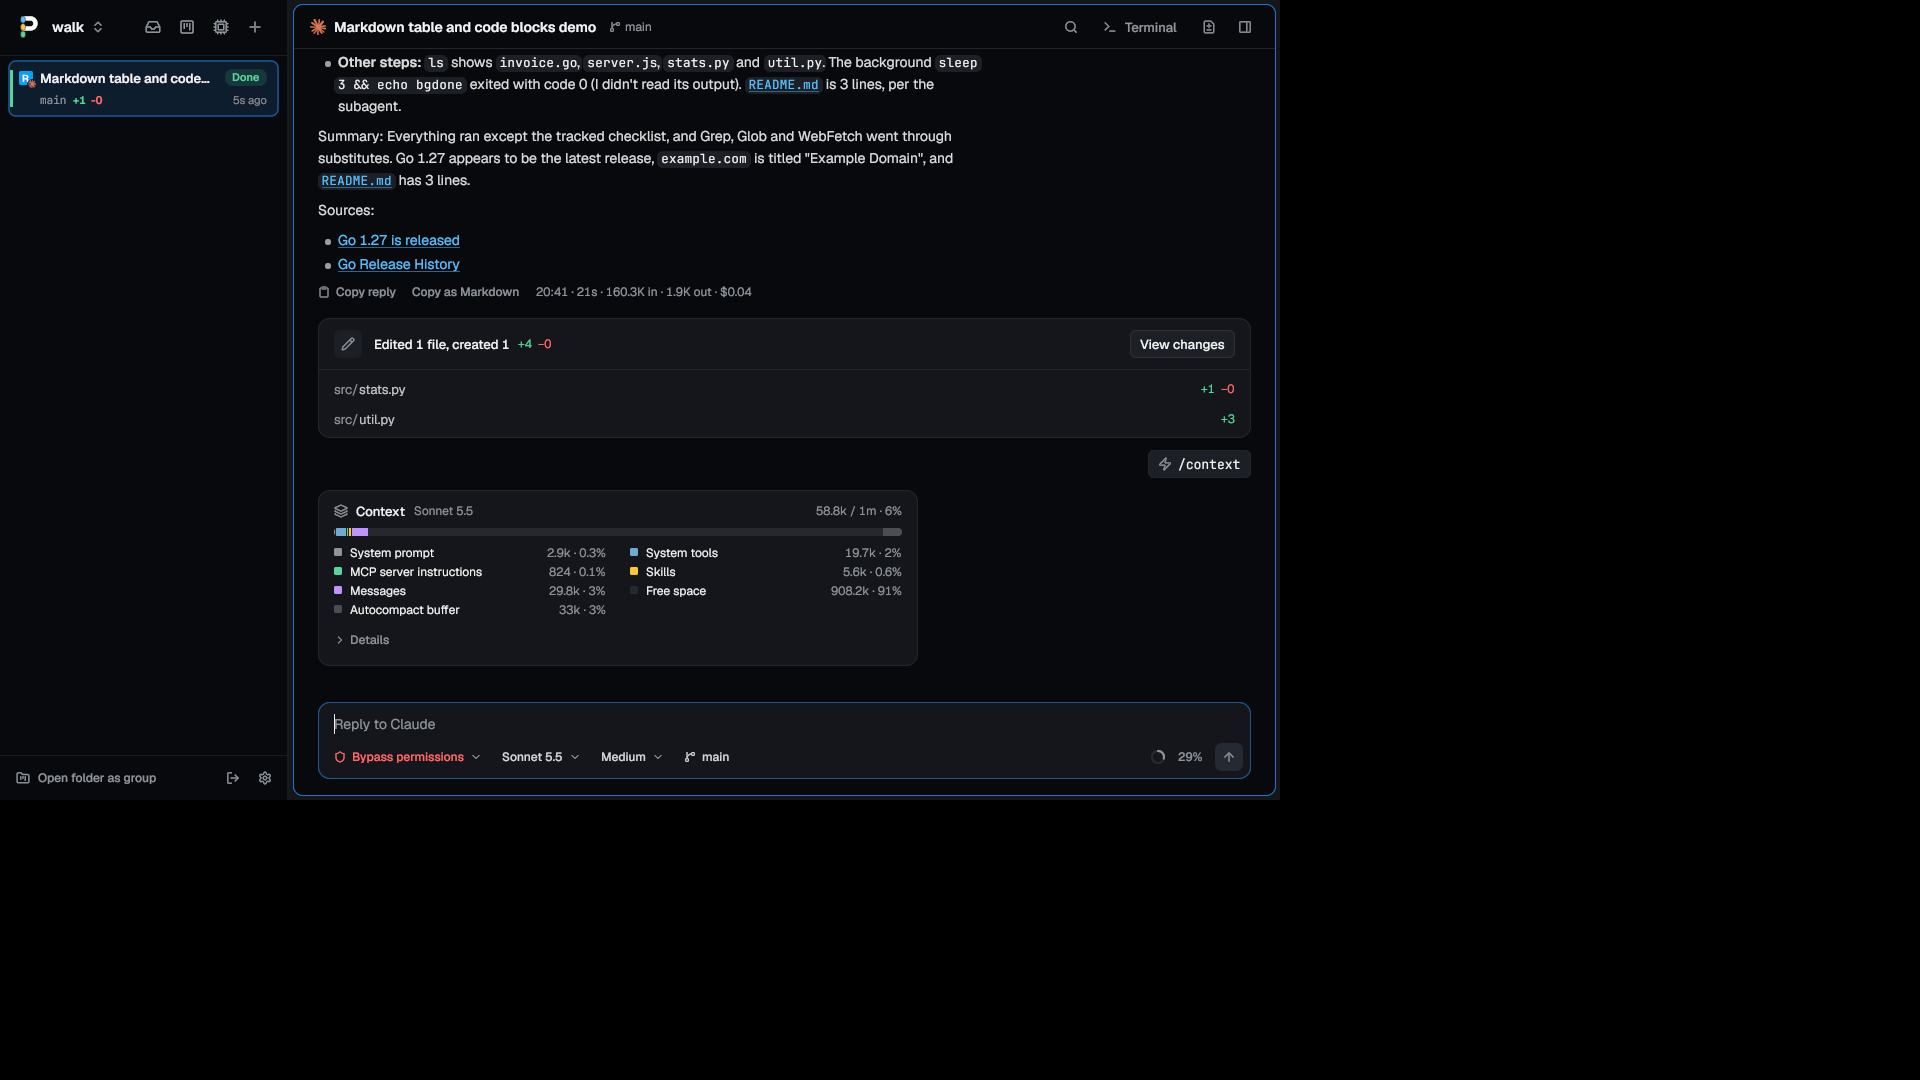 walk
Markdown table and code blocks demo
main
Terminal
R
Markdown table and code...
Done
main +1 -0
5s ago
Other steps: ls shows invoice.go, server.js, stats.py and util.py. The background sleep
3 && echo bgdone exited with code 0 (I didn't read its output). README.md is 3 lines, per the
subagent.
Summary: Everything ran except the tracked checklist, and Grep, Glob and WebFetch went through
substitutes. Go 1.27 appears to be the latest release, example.com is titled "Example Domain", and
README.md has 3 lines.
Sources:
Go 1.27 is released
Go Release History
Copy reply
Copy as Markdown
20:41 · 21s · 160.3K in · 1.9K out · $0.04
Edited 1 file, created 1 +4 −0
View changes
src/stats.py
+1 −0
src/util.py
+3
/context
Context Sonnet 5.5
58.8k / 1m · 6%
System prompt
2.9k · 0.3%
System tools
19.7k · 2%
MCP server instructions
824 · 0.1%
Skills
5.6k · 0.6%
Messages
29.8k · 3%
Free space
908.2k · 91%
Autocompact buffer
33k · 3%
Details
Reply to Claude
Bypass permissions
Sonnet 5.5
Medium
main
29%
Open folder as group